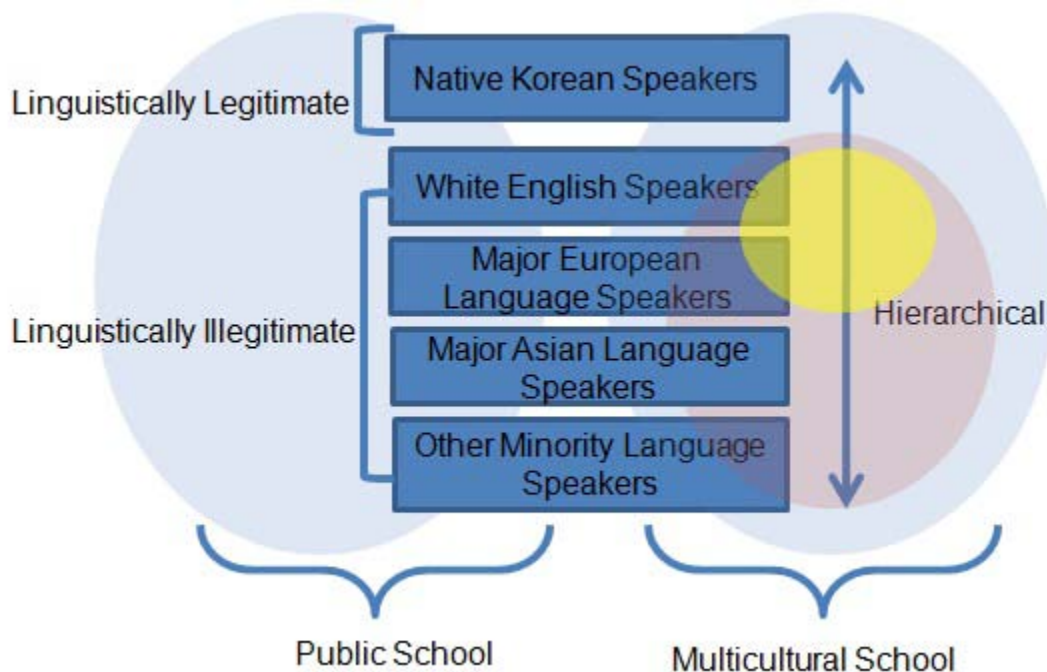 Native Korean Speakers
Linguistically Legitimate
White English Speakers
Major European
Language Speakers
Hierarchical
Linguistically Illegitimate
Major Asian Language
Speakers
Other Minority Language
Speakers
Public School
Multicultural School